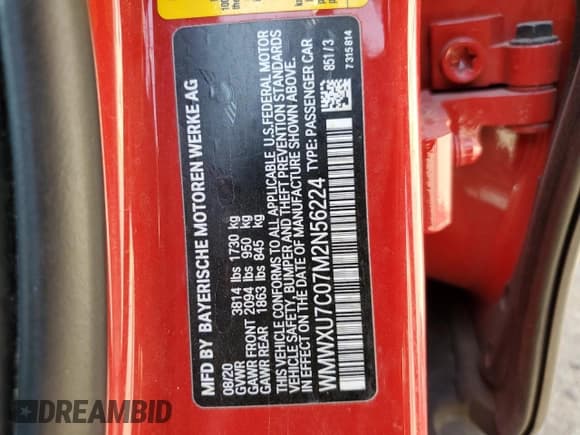 MFD BY BAYERISCHE MOTOREN WERKE AG
08/20
GVWR 3814 lbs 1730 kg
GAWR FRONT 2094 lbs 950 kg
GAWR REAR 1863 lbs 845 kg
THIS VEHICLE CONFORMS TO ALL APPLICABLE U.S. FEDERAL MOTOR
VEHICLE SAFETY, BUMPER AND THEFT PREVENTION STANDARDS
IN EFFECT ON THE DATE OF MANUFACTURE SHOWN ABOVE.
WMWXU7C07M2N56224 TYPE: PASSENGER CAR
851/3
7315814
DREAMBID